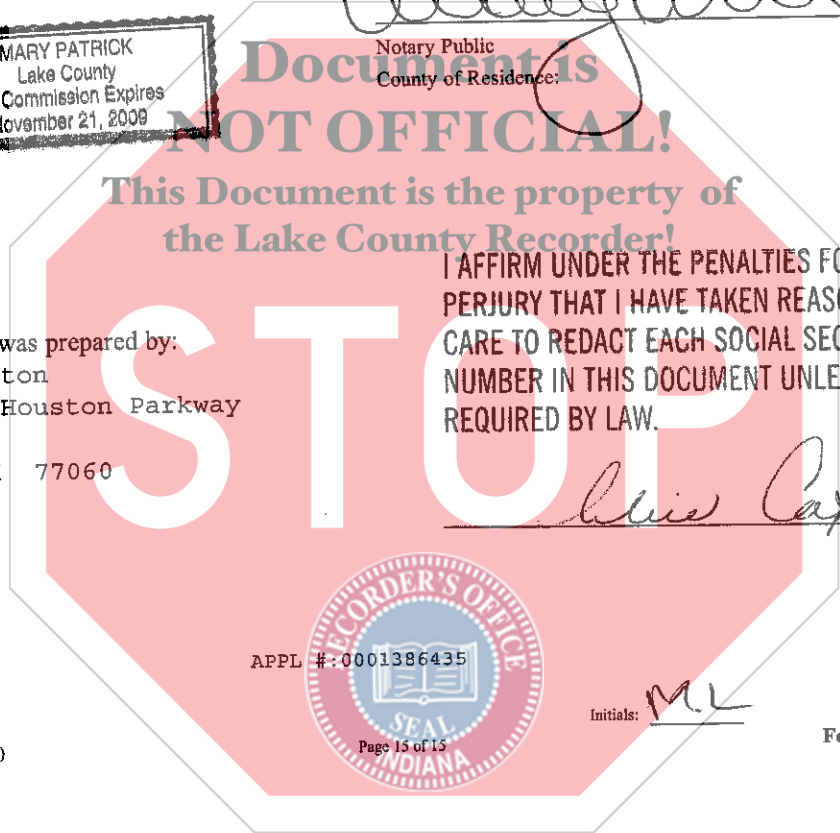 MARY PATRICK
Lake County
Commission Expires
November 21, 2009
Notary Public
County of Residence:
Document is
NOT OFFICIAL!
This Document is the property of
the Lake County Recorder!
I AFFIRM UNDER THE PENALTIES FO
PERJURY THAT I HAVE TAKEN REAS
CARE TO REDACT EACH SOCIAL SEC
NUMBER IN THIS DOCUMENT UNLE
REQUIRED BY LAW.
was prepared by:
ton
Houston Parkway
77060
STOP
RECORDER'S OFFICE
SEAL
INDIANA
APPL #:0001386435
Initials: M.L
Page 15 of 15
Fo
)